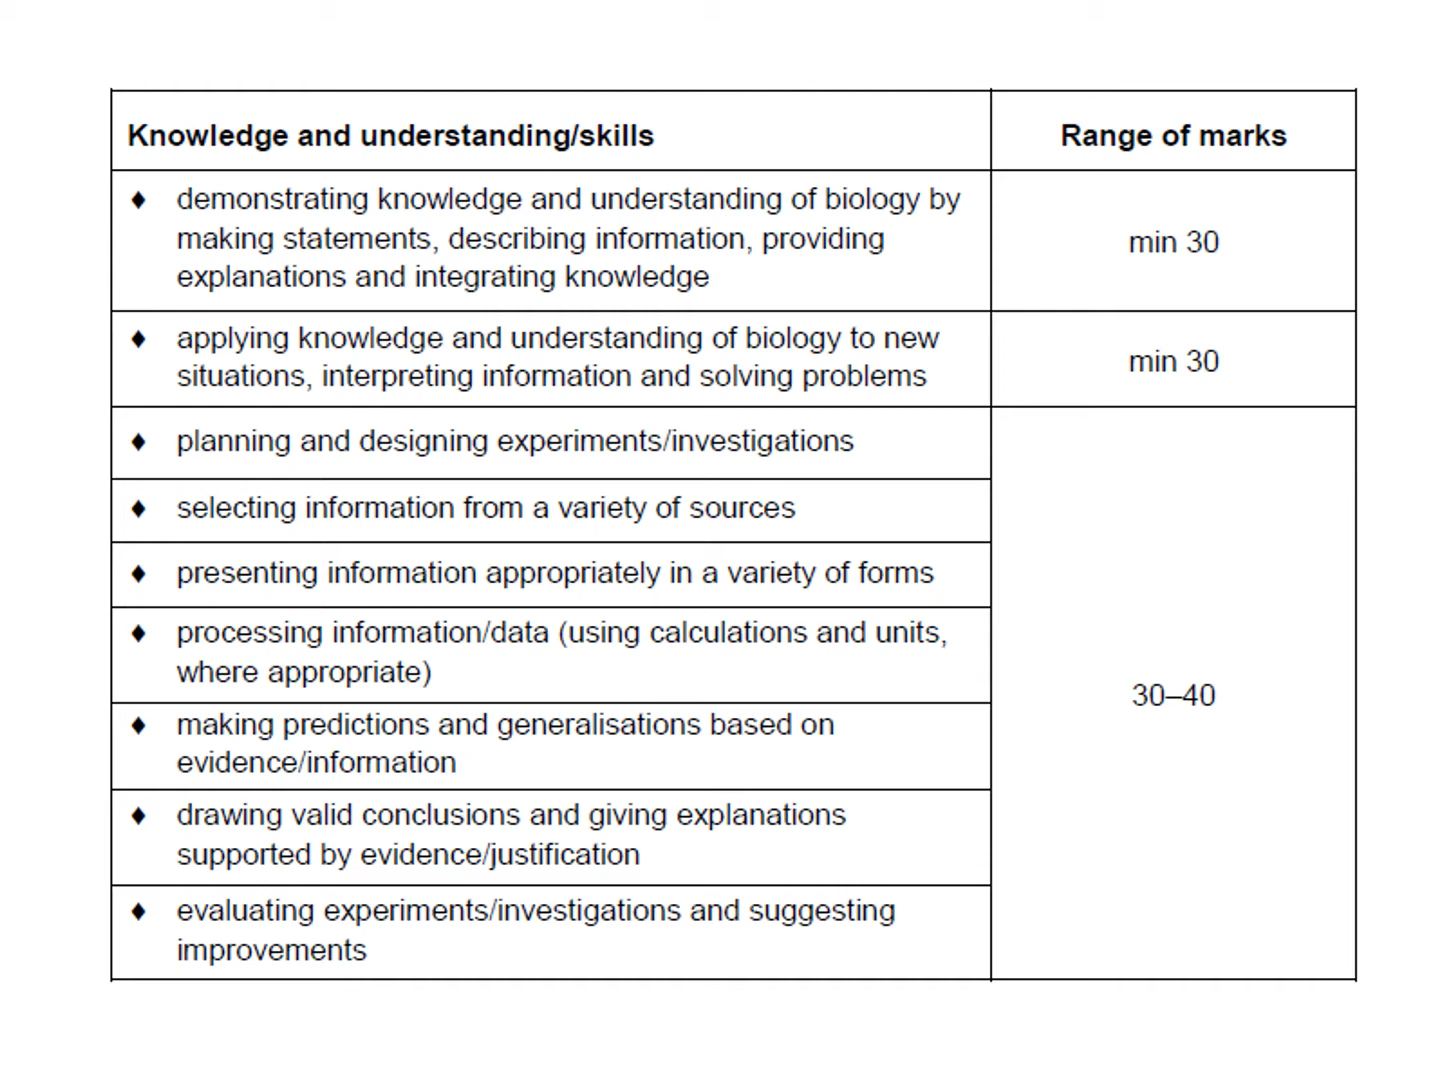 Knowledge and understanding/skills
Range of marks
♦ demonstrating knowledge and understanding of biology by
making statements, describing information, providing
explanations and integrating knowledge
min 30
♦ applying knowledge and understanding of biology to new
situations, interpreting information and solving problems
min 30
♦ planning and designing experiments/investigations
♦ selecting information from a variety of sources
♦ presenting information appropriately in a variety of forms
♦ processing information/data (using calculations and units,
where appropriate)
♦ making predictions and generalisations based on
evidence/information
♦ drawing valid conclusions and giving explanations
supported by evidence/justification
♦ evaluating experiments/investigations and suggesting
improvements
30–40